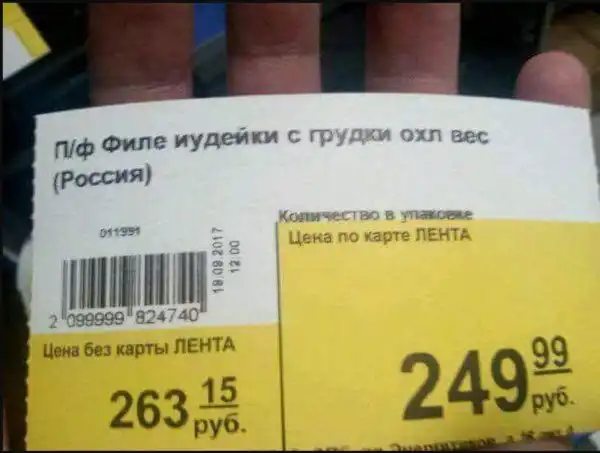 П/ф Филе иудейки с грудки охл вес
(Россия)
011991
19 09 2017
12:00
2 099999 824740
Количество в упаковке
Цена по карте ЛЕНТА
249 99
руб.
Цена без карты ЛЕНТА
263 15
руб.